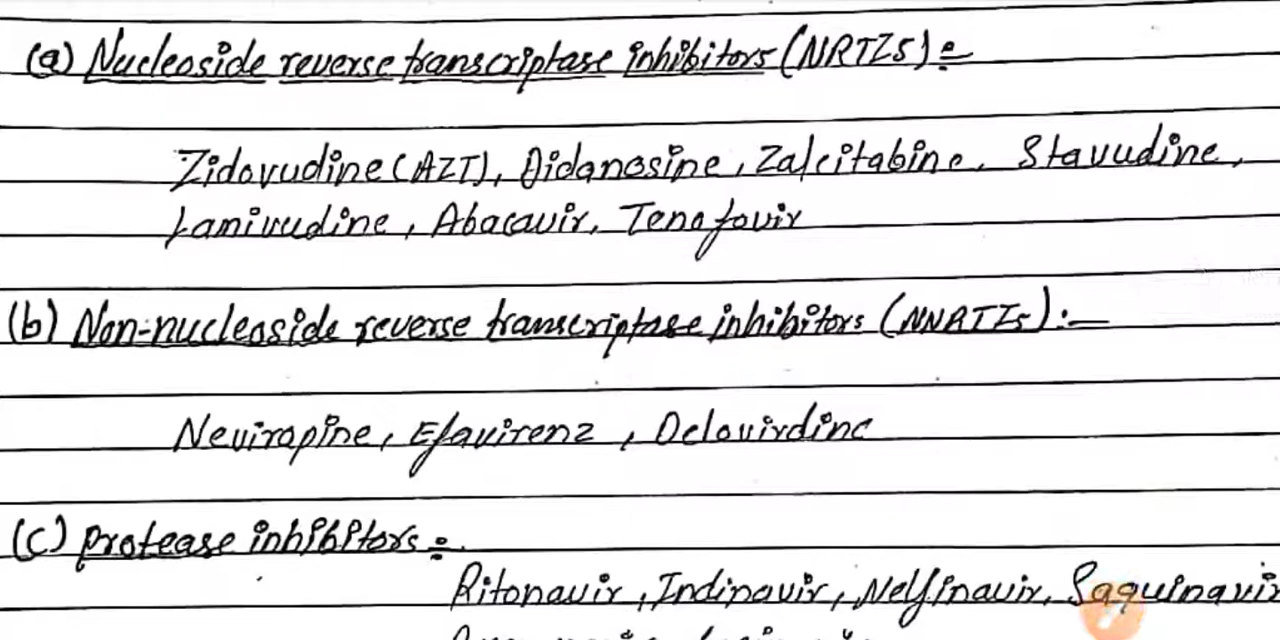 (a) Nucleoside reverse transcriptase inhibitors (NRTIs) :-
Zidovudine (AZT), Didanosine, Zalcitabine, Stavudine,
Lamivudine, Abacavir, Tenofovir
(b) Non-nucleoside reverse transcriptase inhibitors (NNRTIs) :-
Nevirapine, Efavirenz, Delavirdine
(c) Protease inhibitors :-
Ritonavir, Indinavir, Nelfinavir, Saquinavir